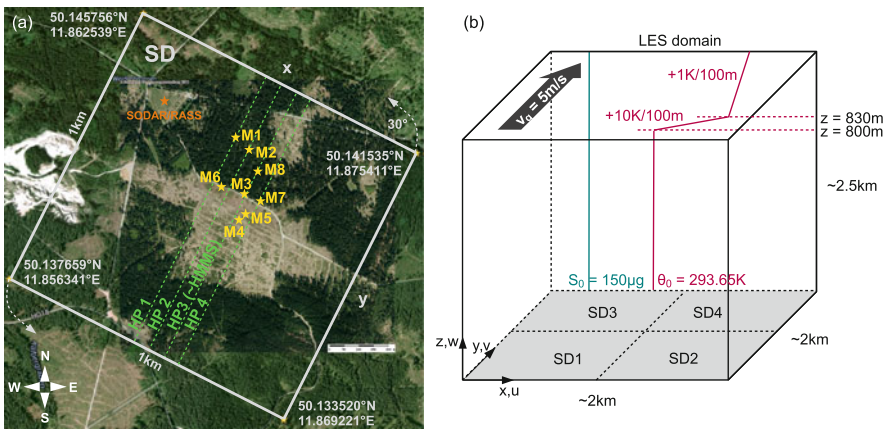 (a)
50.145756°N
11.862539°E
SD
x
1km
SODAR/RASS
30°
M1
M2
M8
M6
M3
M7
M5
M4
50.141535°N
11.875411°E
50.137659°N
11.856341°E
HP 1
HP 2
HP3 (~HMMS)
HP 4
y
1km
N
W E
S
50.133520°N
11.869221°E
(b)
LES domain
v₀ = 5m/s
+1K/100m
+10K/100m
z = 830m
z = 800m
~2.5km
S₀ = 150µg
θ₀ = 293.65K
SD3
SD4
z,w
y,v
SD1
SD2
x,u
~2km
~2km